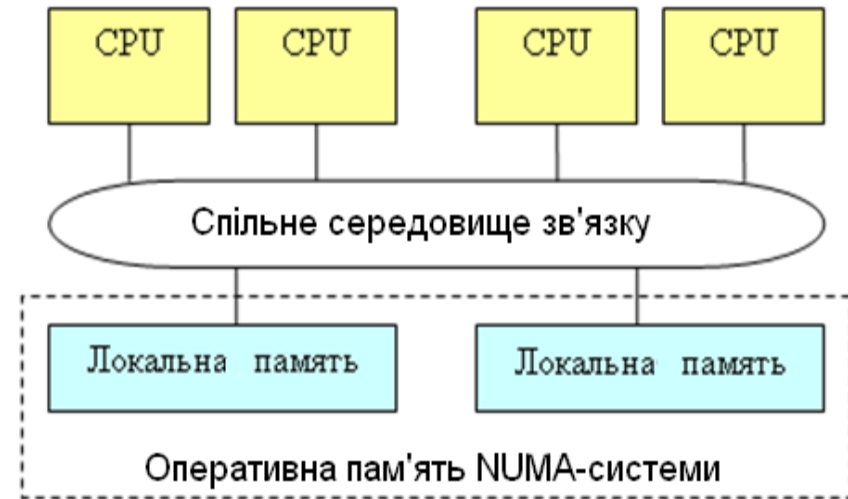 CPU CPU CPU CPU
Спільне середовище зв'язку
Локальна память Локальна память
Оперативна пам'ять NUMA-системи